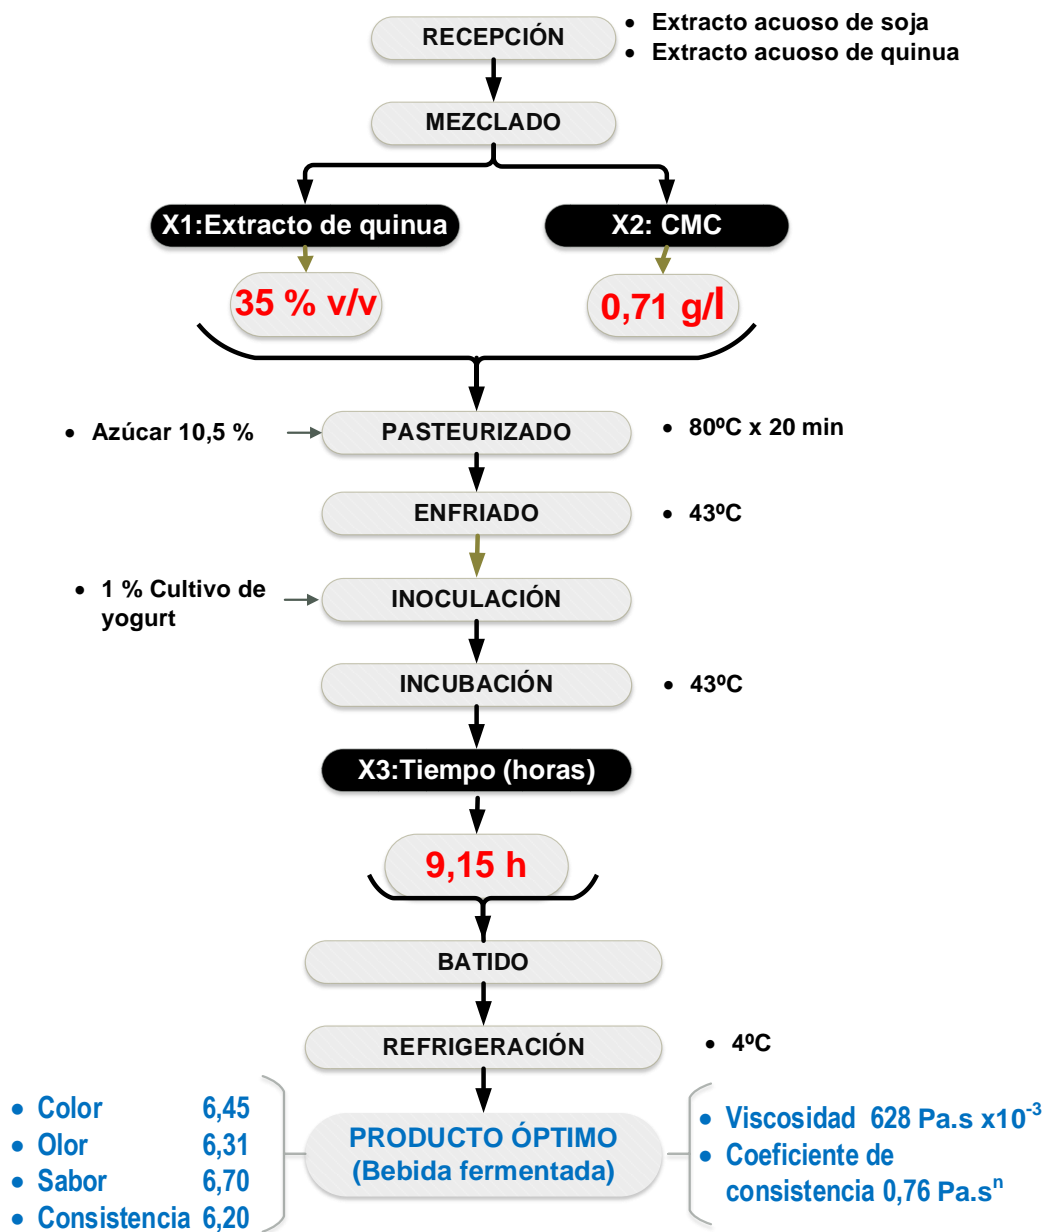 RECEPCIÓN
• Extracto acuoso de soja
• Extracto acuoso de quinua
MEZCLADO
X1:Extracto de quinua
X2: CMC
35 % v/v
0,71 g/l
• Azúcar 10,5 %
PASTEURIZADO
• 80ºC x 20 min
ENFRIADO
• 43ºC
• 1 % Cultivo de
yogurt
INOCULACIÓN
INCUBACIÓN
• 43ºC
X3:Tiempo (horas)
9,15 h
BATIDO
REFRIGERACIÓN
• 4ºC
• Color 6,45
• Olor 6,31
• Sabor 6,70
• Consistencia 6,20
PRODUCTO ÓPTIMO
(Bebida fermentada)
• Viscosidad 628 Pa.s x10⁻³
• Coeficiente de
consistencia 0,76 Pa.sⁿ